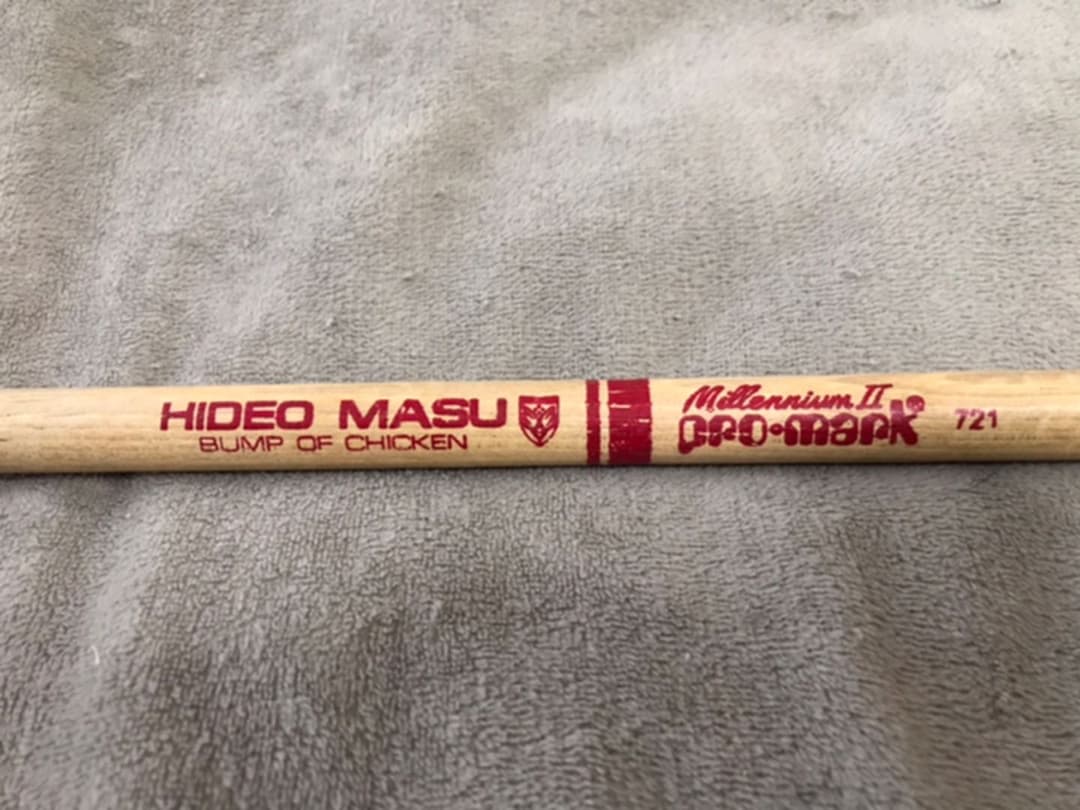 HIDEO MASU
BUMP OF CHICKEN
Millennium II
pro•mark®
721